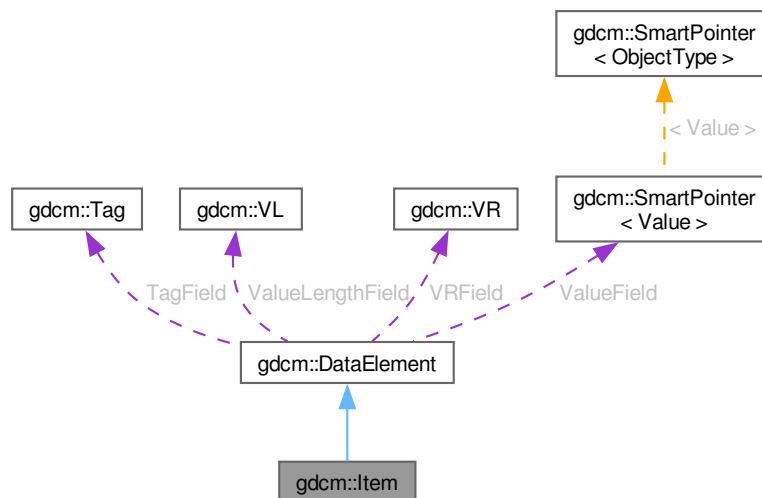 gdcm::SmartPointer
< ObjectType >
< Value >
gdcm::Tag
gdcm::VL
gdcm::VR
gdcm::SmartPointer
< Value >
TagField
ValueLengthField
VRField
ValueField
gdcm::DataElement
gdcm::Item